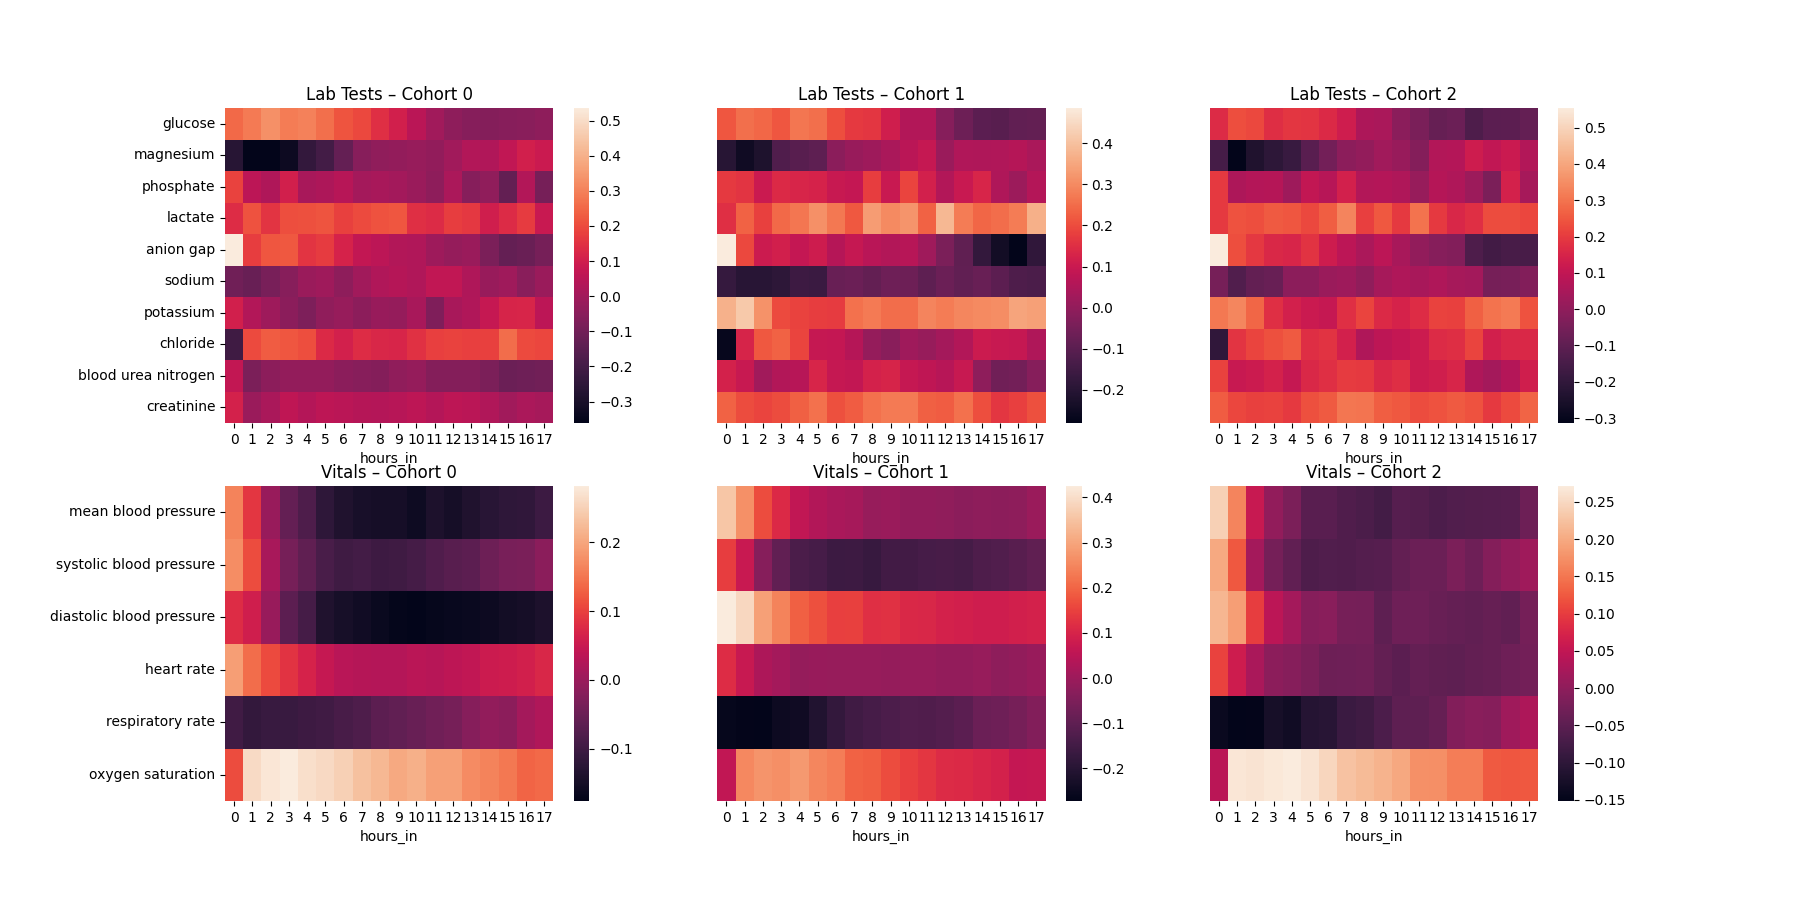 Lab Tests – Cohort 0
Lab Tests – Cohort 1
Lab Tests – Cohort 2
glucose
magnesium
phosphate
lactate
anion gap
sodium
potassium
chloride
blood urea nitrogen
creatinine
0.5
0.4
0.3
0.2
0.1
0.0
−0.1
−0.2
−0.3
0.4
0.3
0.2
0.1
0.0
−0.1
−0.2
0.5
0.4
0.3
0.2
0.1
0.0
−0.1
−0.2
−0.3
0 1 2 3 4 5 6 7 8 9 10 11 12 13 14 15 16 17
0 1 2 3 4 5 6 7 8 9 10 11 12 13 14 15 16 17
0 1 2 3 4 5 6 7 8 9 10 11 12 13 14 15 16 17
hours_in
hours_in
hours_in
Vitals – Cohort 0
Vitals – Cohort 1
Vitals – Cohort 2
mean blood pressure
systolic blood pressure
diastolic blood pressure
heart rate
respiratory rate
oxygen saturation
0.2
0.1
0.0
−0.1
0.4
0.3
0.2
0.1
0.0
−0.1
−0.2
0.25
0.20
0.15
0.10
0.05
0.00
−0.05
−0.10
−0.15
0 1 2 3 4 5 6 7 8 9 10 11 12 13 14 15 16 17
0 1 2 3 4 5 6 7 8 9 10 11 12 13 14 15 16 17
0 1 2 3 4 5 6 7 8 9 10 11 12 13 14 15 16 17
hours_in
hours_in
hours_in